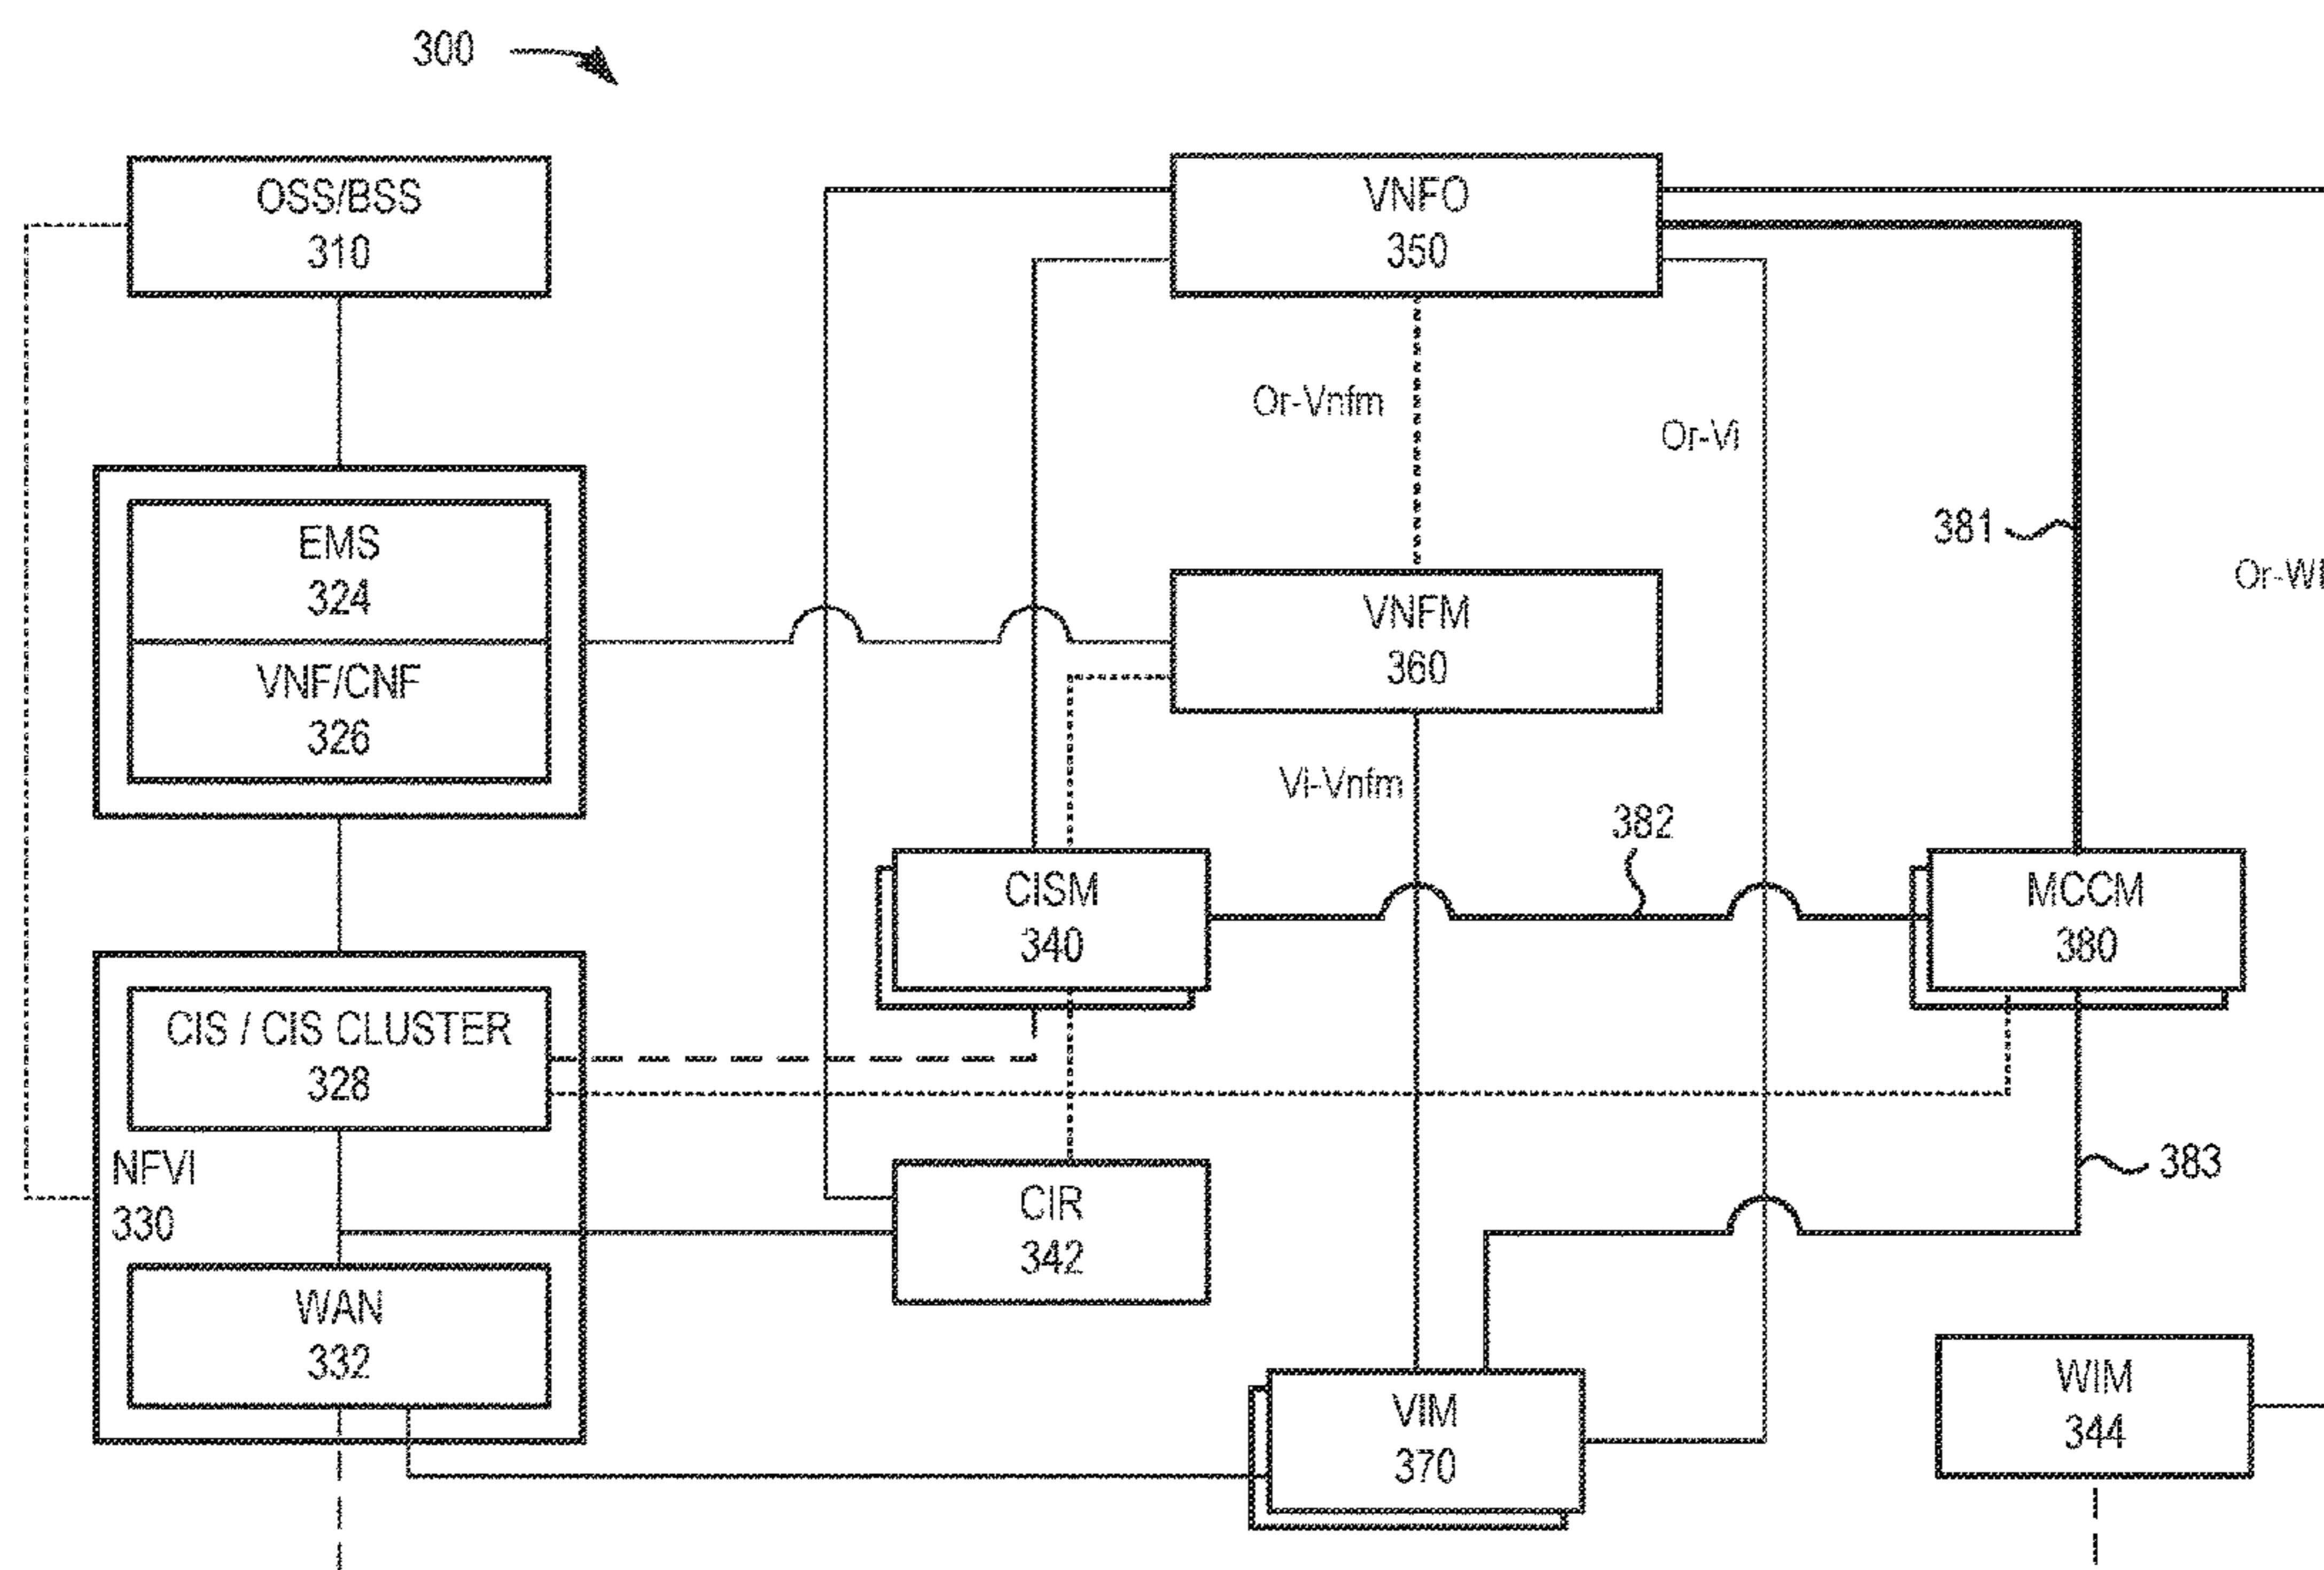 300
OSS/BSS
310
VNFO
350
Or-Vnfm
Or-Vi
381
Or-WI
EMS
324
VNF/CNF
326
VNFM
360
Vi-Vnfm
382
CISM
340
MCCM
380
CIS / CIS CLUSTER
328
NFVI
330
383
CIR
342
WAN
332
VIM
370
WIM
344